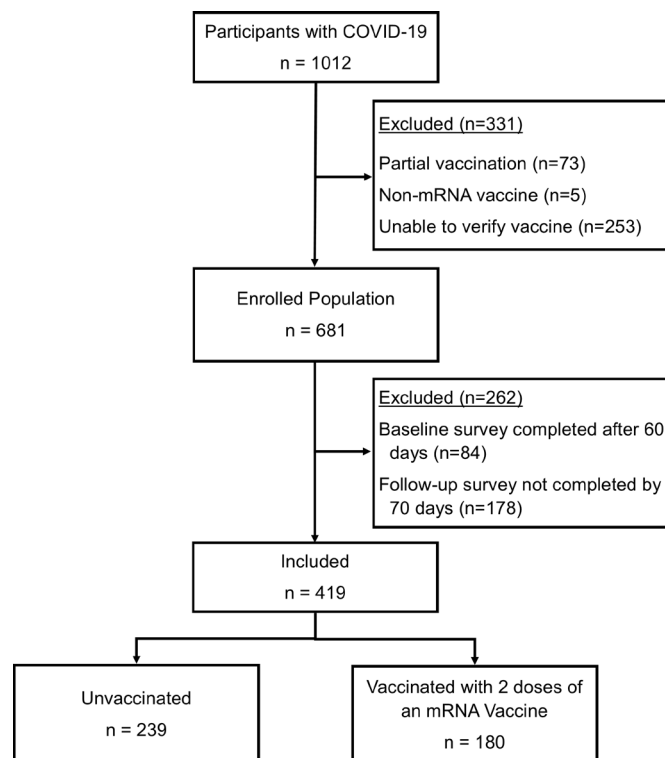 Participants with COVID-19
n = 1012
Excluded (n=331)
Partial vaccination (n=73)
Non-mRNA vaccine (n=5)
Unable to verify vaccine (n=253)
Enrolled Population
n = 681
Excluded (n=262)
Baseline survey completed after 60
days (n=84)
Follow-up survey not completed by
70 days (n=178)
Included
n = 419
Unvaccinated
n = 239
Vaccinated with 2 doses of
an mRNA Vaccine
n = 180